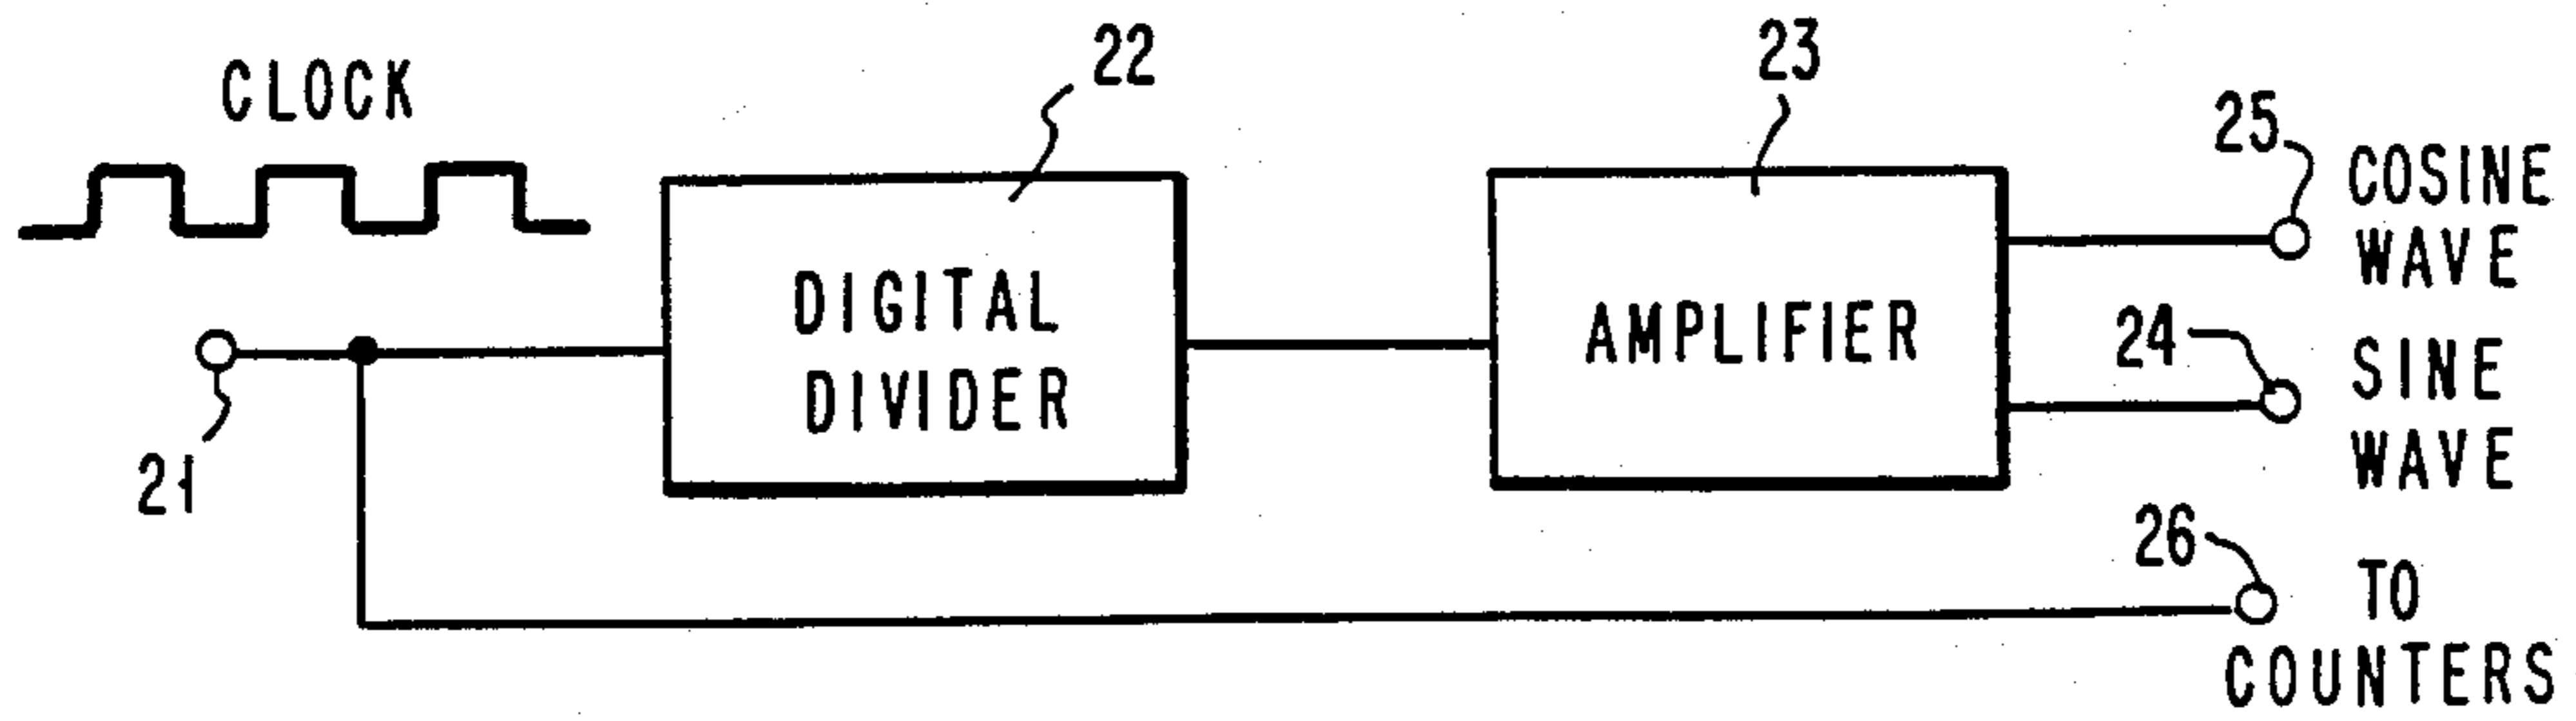 CLOCK
22
23
25
COSINE
WAVE
DIGITAL
DIVIDER
AMPLIFIER
24
SINE
WAVE
21
26
TO
COUNTERS